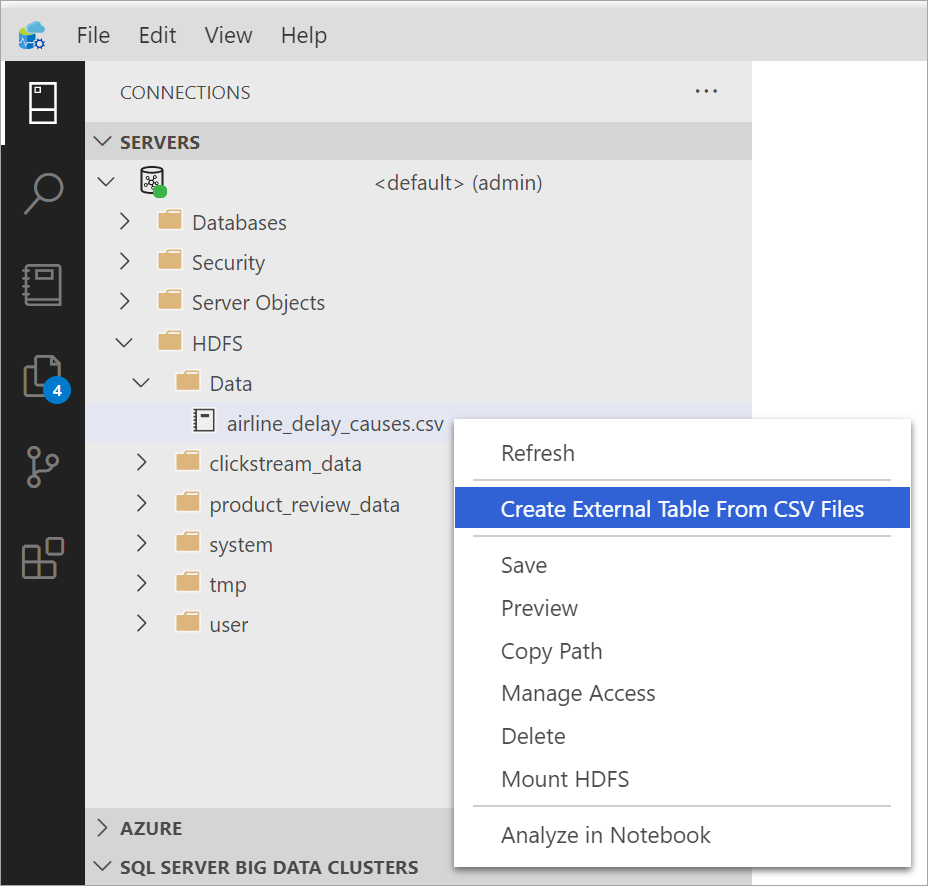 File Edit View Help
CONNECTIONS ...
SERVERS
<default> (admin)
Databases
Security
Server Objects
HDFS
Data
airline_delay_causes.csv
clickstream_data
product_review_data
system
tmp
user
4
Refresh
Create External Table From CSV Files
Save
Preview
Copy Path
Manage Access
Delete
Mount HDFS
Analyze in Notebook
AZURE
SQL SERVER BIG DATA CLUSTERS